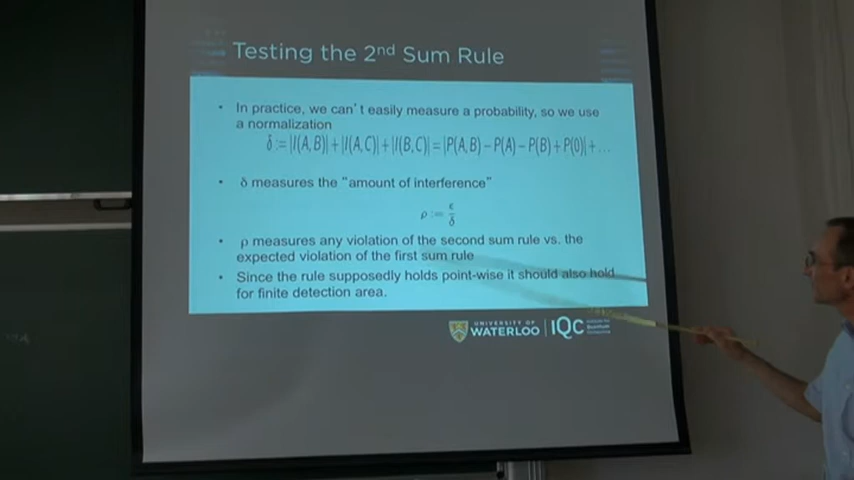 Testing the 2nd Sum Rule
• In practice, we can't easily measure a probability, so we use
a normalization
δ := |I(A,B)| + |I(A,C)| + |I(B,C)| = |P(A,B) − P(A) − P(B) + P(0)| + ...
• δ measures the "amount of interference"
ρ := ε/δ
• ρ measures any violation of the second sum rule vs. the
expected violation of the first sum rule
• Since the rule supposedly holds point-wise it should also hold
for finite detection area.
UNIVERSITY OF
WATERLOO | IQC